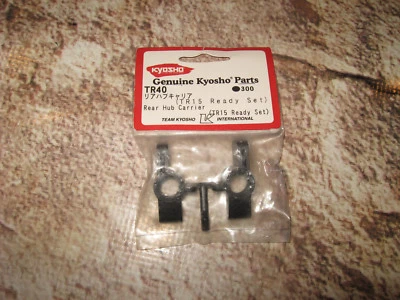 KYOSHO
Genuine Kyosho Parts
TR40 ●300
リアハブキャリア
(TR15 Ready Set)
Rear Hub Carrier
(TR15 Ready Set)
TEAM KYOSHO K INTERNATIONAL